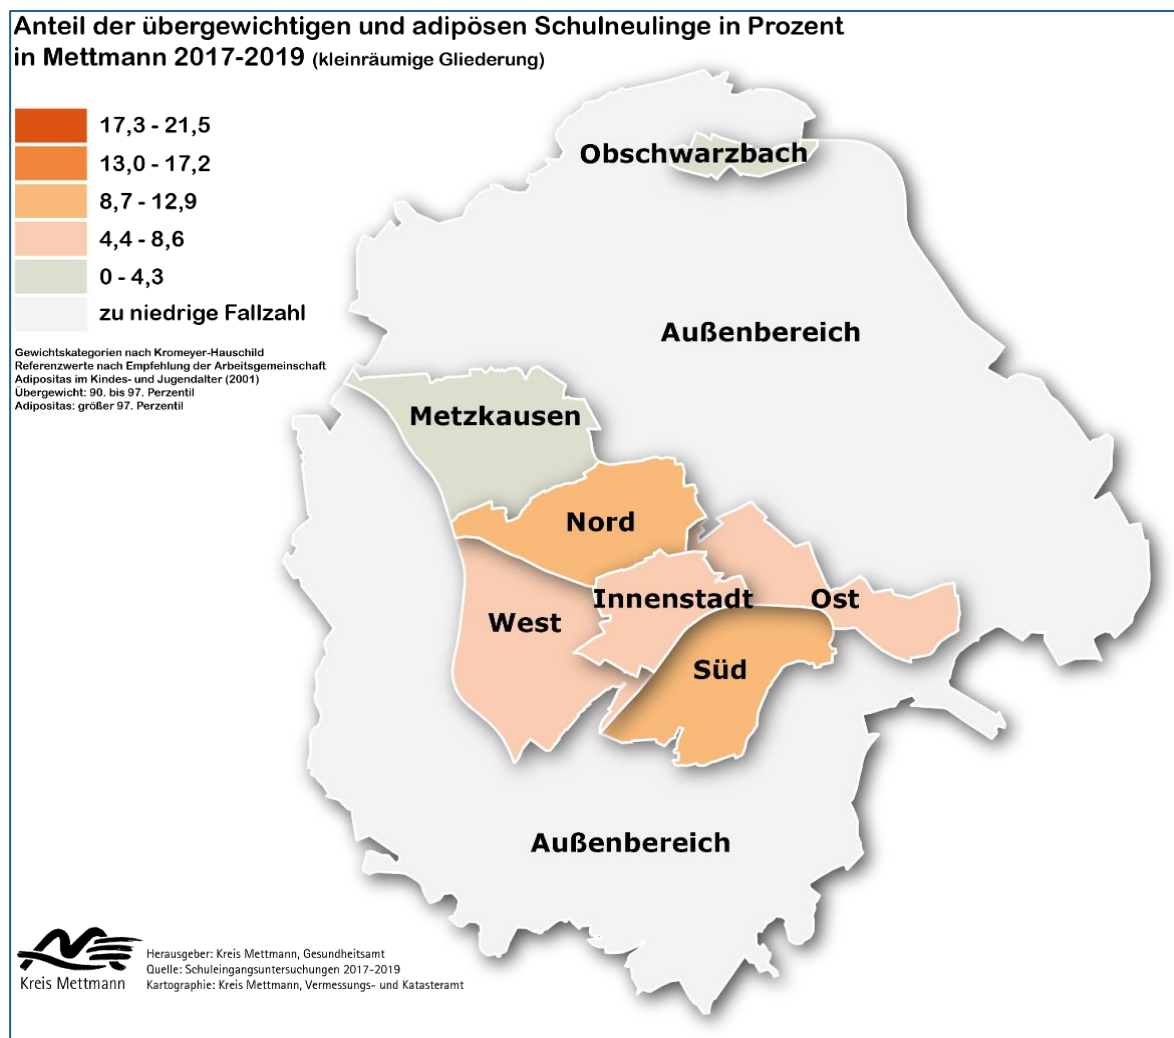 Anteil der übergewichtigen und adipösen Schulneulinge in Prozent
in Mettmann 2017-2019 (kleinräumige Gliederung)
17,3 - 21,5
13,0 - 17,2
8,7 - 12,9
4,4 - 8,6
0 - 4,3
zu niedrige Fallzahl
Gewichtskategorien nach Kromeyer-Hauschild
Referenzwerte nach Empfehlung der Arbeitsgemeinschaft
Adipositas im Kindes- und Jugendalter (2001)
Übergewicht: 90. bis 97. Perzentil
Adipositas: größer 97. Perzentil
Obschwarzbach
Außenbereich
Metzkausen
Nord
Innenstadt
Ost
West
Süd
Außenbereich
Kreis Mettmann
Herausgeber: Kreis Mettmann, Gesundheitsamt
Quelle: Schuleingangsuntersuchungen 2017-2019
Kartographie: Kreis Mettmann, Vermessungs- und Katasteramt